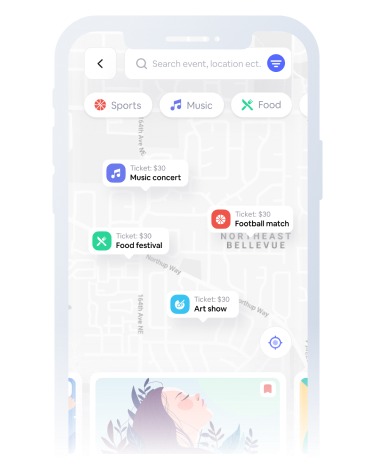 Search event, location ect.
Sports
Music
Food
164th Ave NE
Ticket: $30
Music concert
Ticket: $30
Football match
NORTHEAST
BELLEVUE
Ticket: $30
Food festival
Northup Way
Ticket: $30
Art show
Northup Way
164th Ave NE